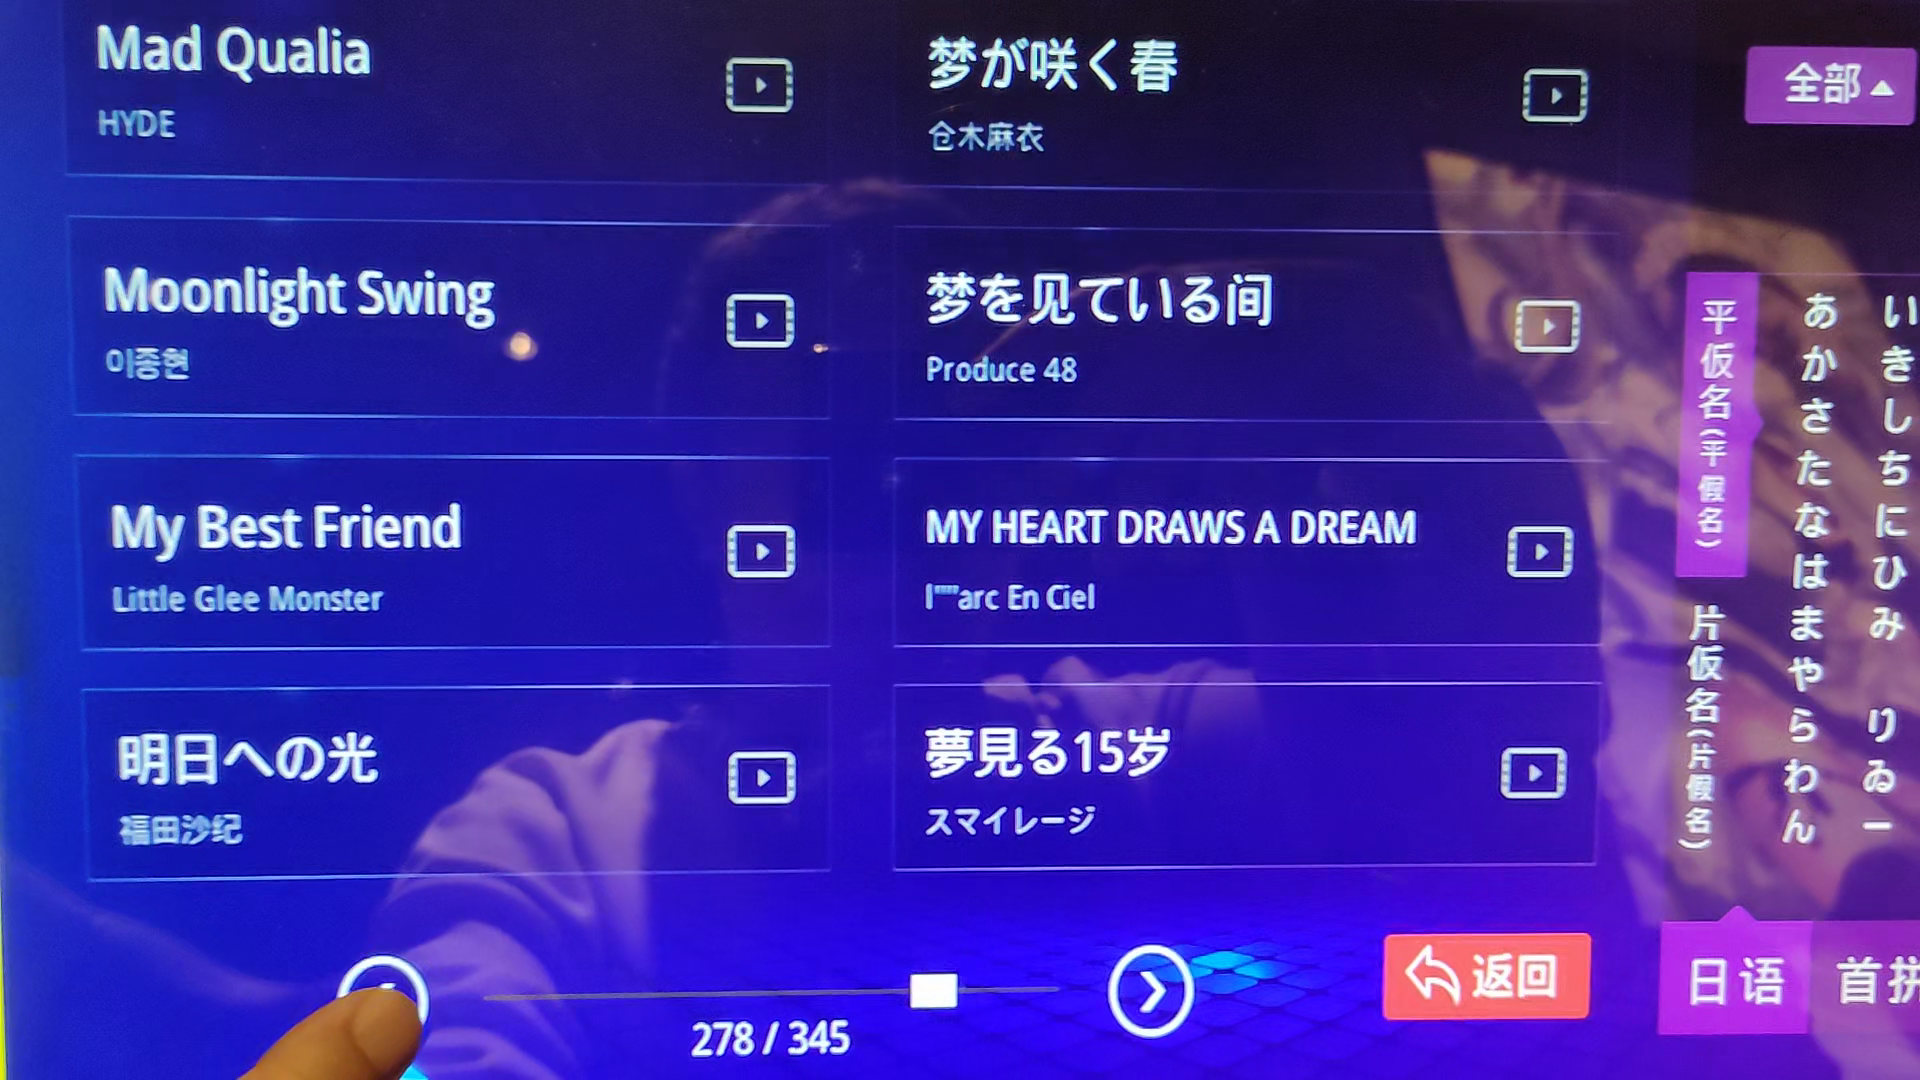 Mad Qualia
HYDE
梦が咲く春
仓木麻衣
全部
Moonlight Swing
이종현
梦を见ている间
Produce 48
My Best Friend
Little Glee Monster
MY HEART DRAWS A DREAM
l""arc En Ciel
明日への光
福田沙纪
夢見る15岁
スマイレージ
平仮名(平假名)
片仮名(片假名)
あかさたなはまやらわん
いきしちにひみ りゐー
278 / 345
返回
日语
首拼